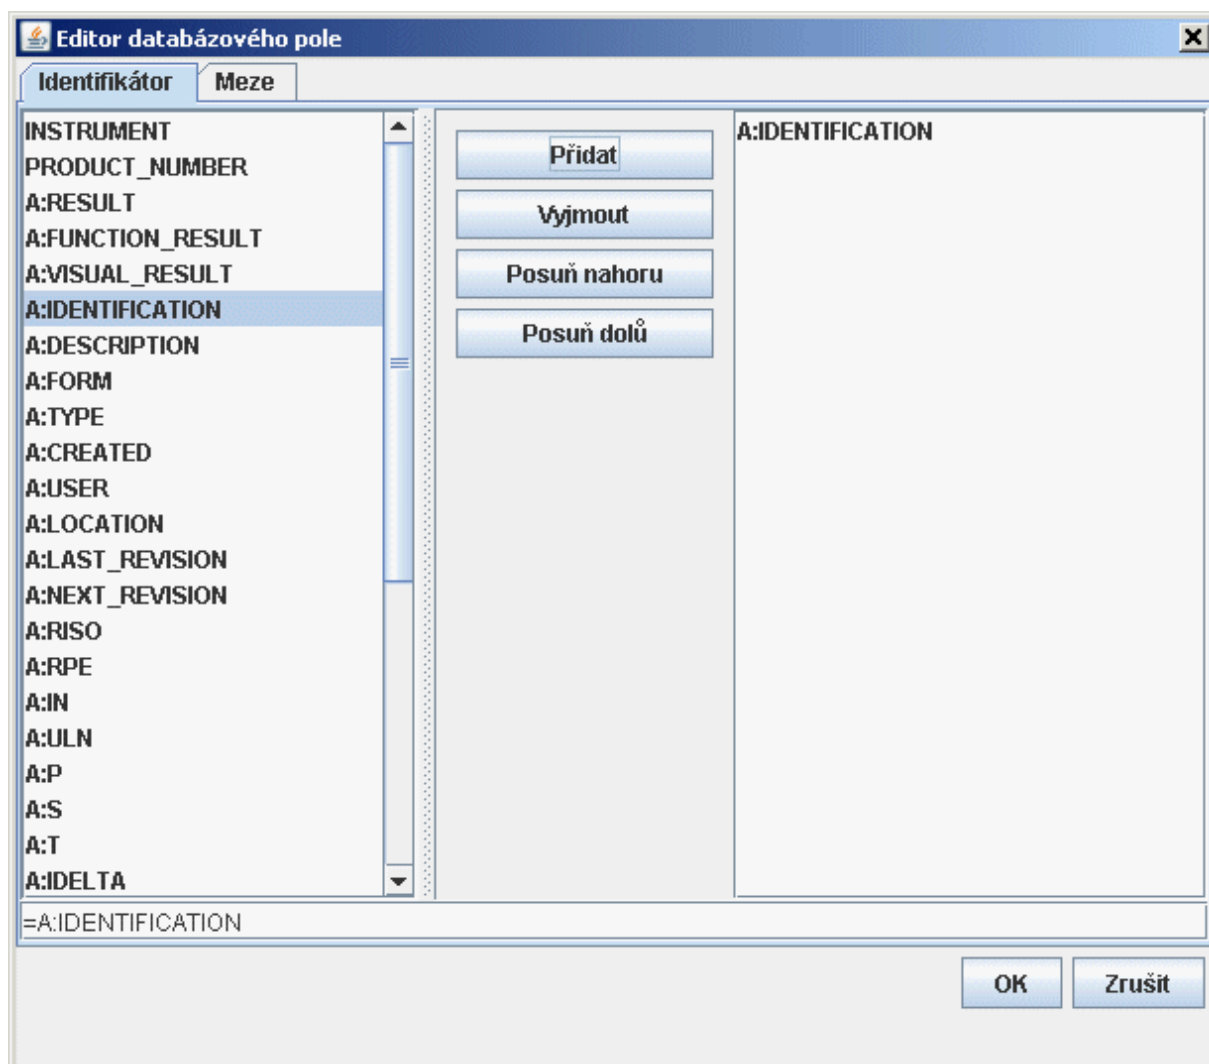 Editor databázového pole
Identifikátor
Meze
INSTRUMENT
PRODUCT_NUMBER
A:RESULT
A:FUNCTION_RESULT
A:VISUAL_RESULT
A:IDENTIFICATION
A:DESCRIPTION
A:FORM
A:TYPE
A:CREATED
A:USER
A:LOCATION
A:LAST_REVISION
A:NEXT_REVISION
A:RISO
A:RPE
A:IN
A:ULN
A:P
A:S
A:T
A:IDELTA
Přidat
Vyjmout
Posuň nahoru
Posuň dolů
A:IDENTIFICATION
=A:IDENTIFICATION
OK
Zrušit